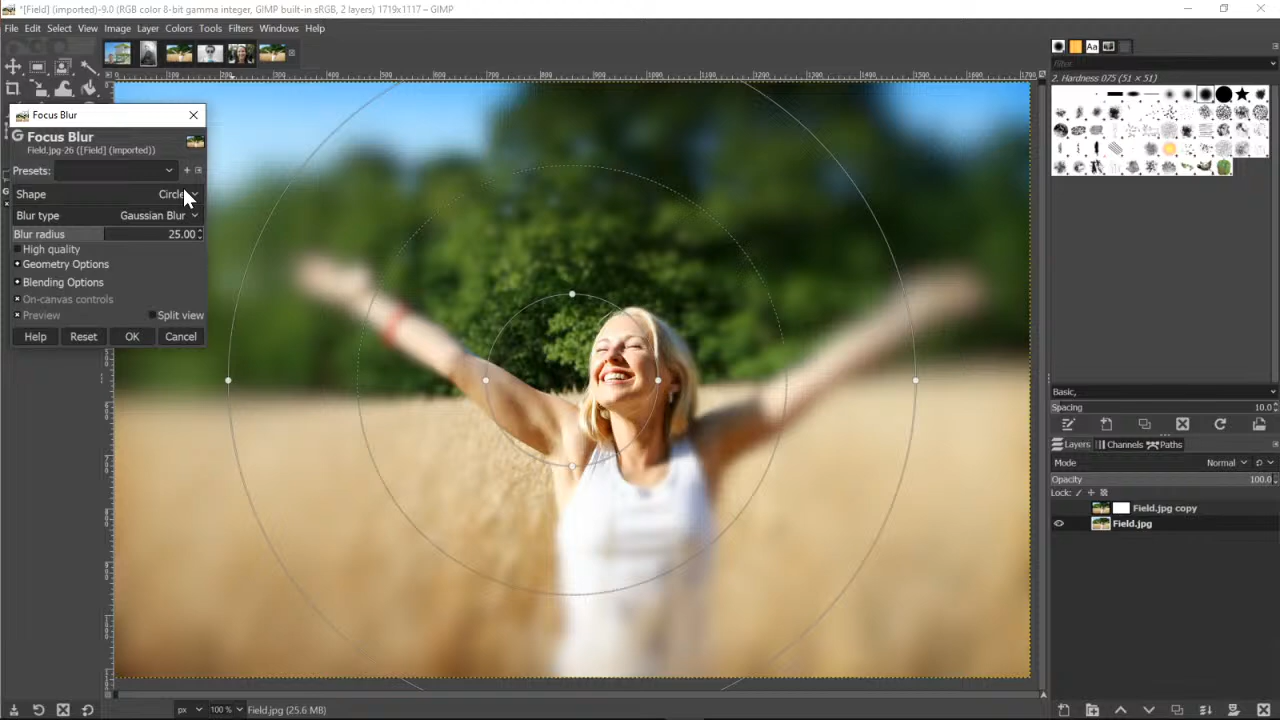 *[Field] (imported)-9.0 (RGB color 8-bit gamma integer, GIMP built-in sRGB, 2 layers) 1719x1117 – GIMP
File Edit Select View Image Layer Colors Tools Filters Windows Help
Focus Blur
Focus Blur
Field.jpg-26 ([Field] (imported))
Presets:
Shape Circle
Blur type Gaussian Blur
Blur radius 25.00
High quality
Geometry Options
Blending Options
On-canvas controls
Preview Split view
Help Reset OK Cancel
px 100 % Field.jpg (25.6 MB)
Aa
filter
2. Hardness 075 (51 × 51)
Basic,
Spacing 10.0
Layers Channels Paths
Mode Normal
Opacity 100.0
Lock:
Field.jpg copy
Field.jpg